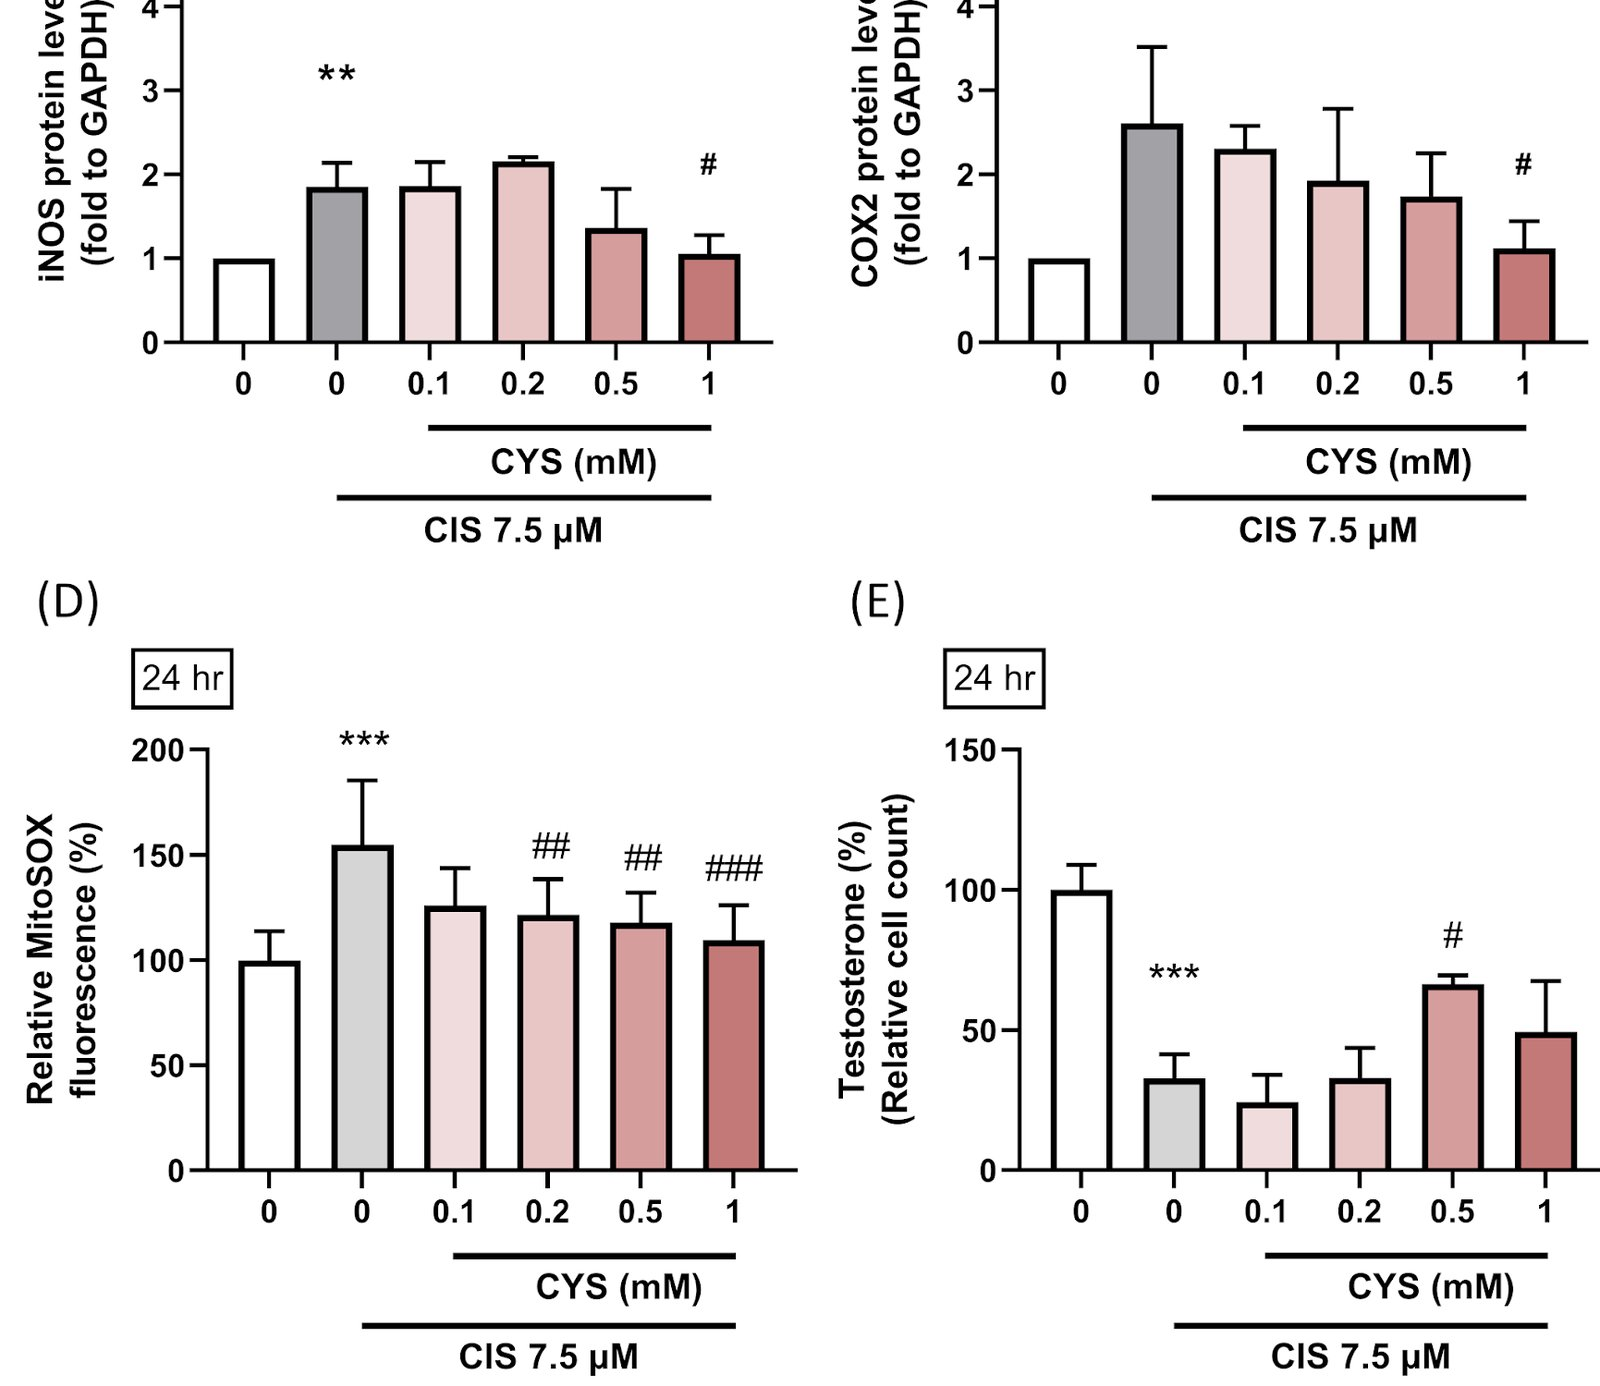 iNOS protein leve
(fold to GAPDH)
4
3
2
1
0
**
#
0 0 0.1 0.2 0.5 1
CYS (mM)
CIS 7.5 µM
COX2 protein leve
(fold to GAPDH)
4
3
2
1
0
#
0 0 0.1 0.2 0.5 1
CYS (mM)
CIS 7.5 µM
(D)
24 hr
Relative MitoSOX
fluorescence (%)
200
150
100
50
0
***
##
##
###
0 0 0.1 0.2 0.5 1
CYS (mM)
CIS 7.5 µM
(E)
24 hr
Testosterone (%)
(Relative cell count)
150
100
50
0
***
#
0 0 0.1 0.2 0.5 1
CYS (mM)
CIS 7.5 µM